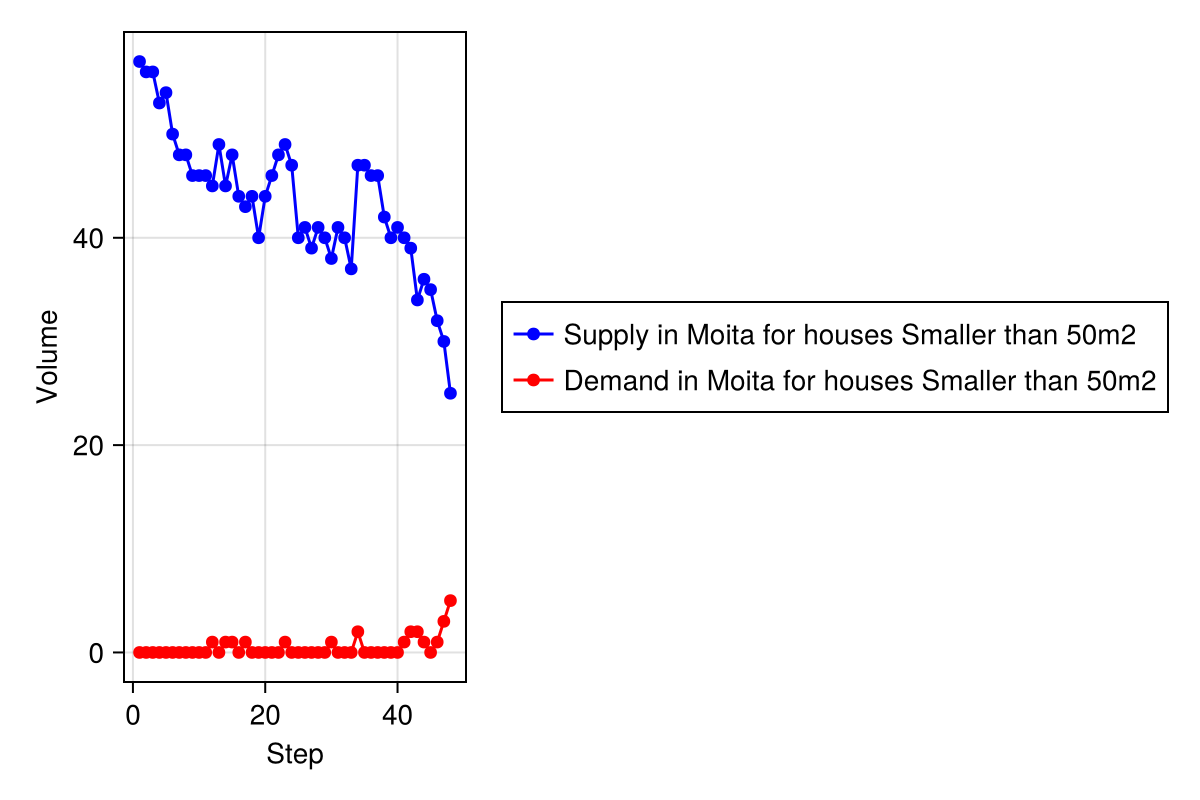 Volume
40
20
0
0 20 40
Step
Supply in Moita for houses Smaller than 50m2
Demand in Moita for houses Smaller than 50m2